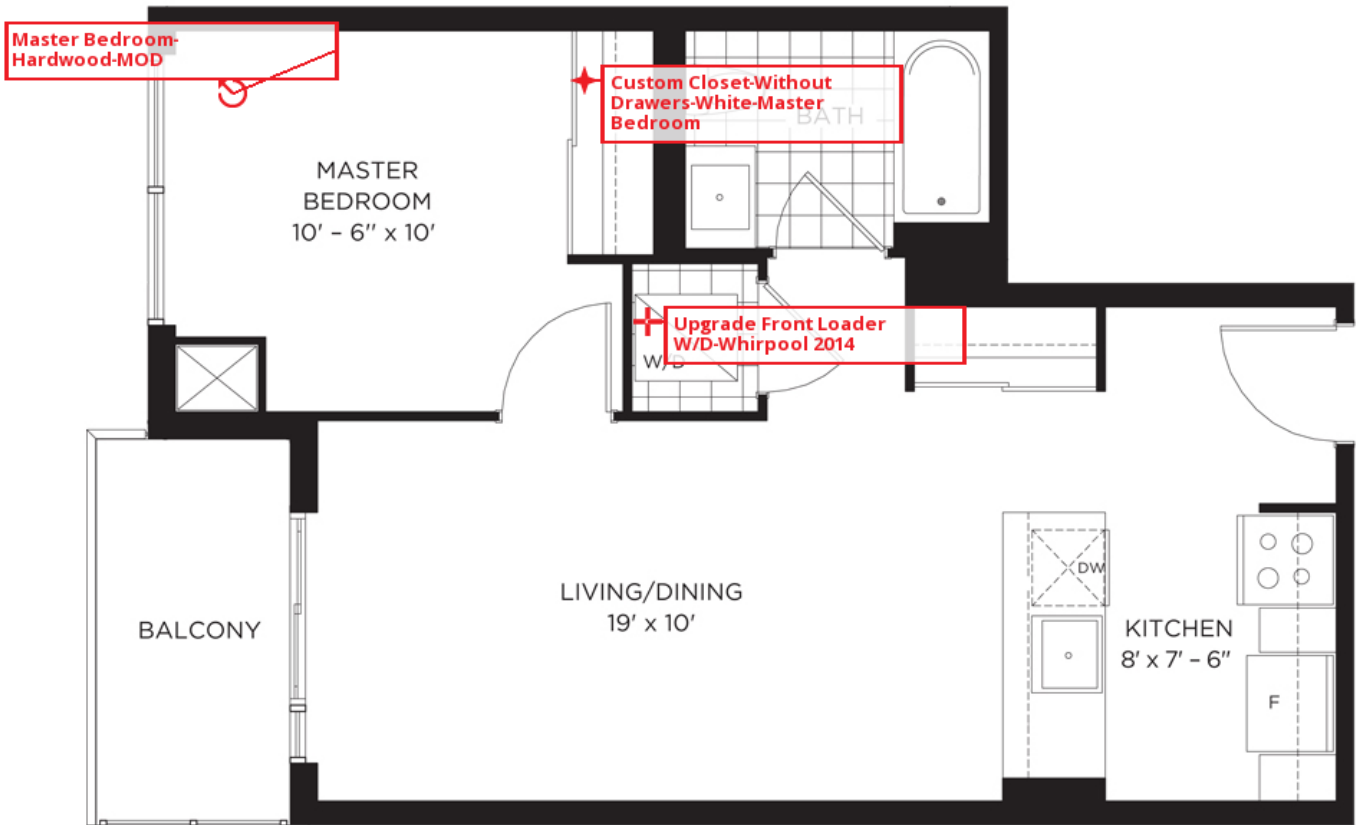 Master Bedroom-
Hardwood-MOD
Custom Closet-Without
Drawers-White-Master
Bedroom
BATH
MASTER
BEDROOM
10' – 6" x 10'
Upgrade Front Loader
W/D-Whirpool 2014
W/D
LIVING/DINING
19' x 10'
DW
BALCONY
KITCHEN
8' x 7' – 6"
F